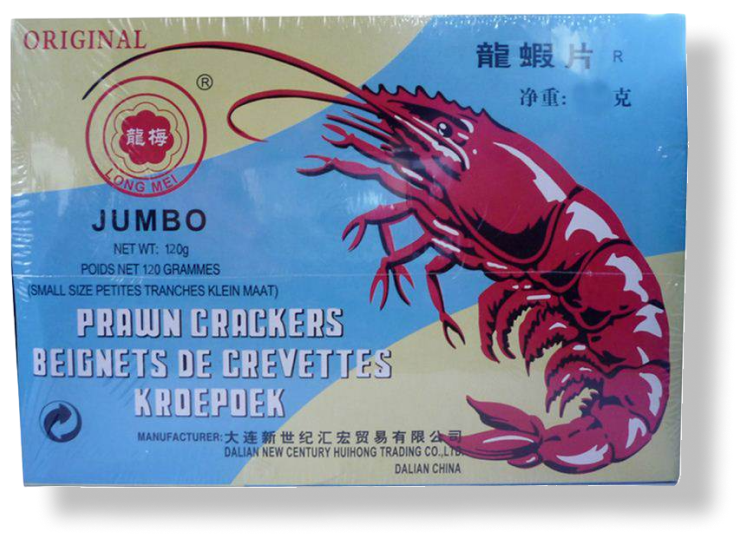 ORIGINAL
龍蝦片 R
净重: 克
®
龍梅
LONG MEI
JUMBO
NET WT: 120g
POIDS NET 120 GRAMMES
(SMALL SIZE PETITES TRANCHES KLEIN MAAT)
PRAWN CRACKERS
BEIGNETS DE CREVETTES
KROEPOEK
MANUFACTURER:大连新世纪汇宏贸易有限公司
DALIAN NEW CENTURY HUIHONG TRADING CO.,LTD.
DALIAN CHINA